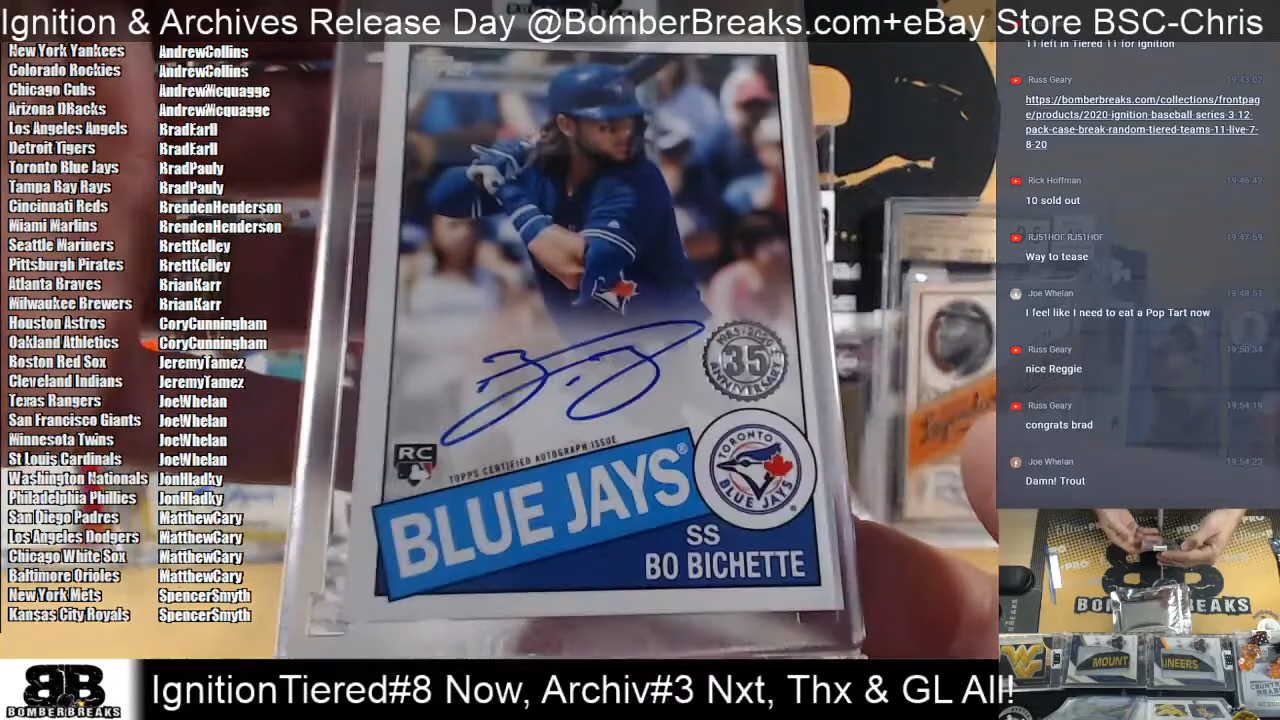 Ignition & Archives Release Day @BomberBreaks.com+eBay Store BSC-Chris
New York Yankees AndrewCollins
Colorado Rockies AndrewCollins
Chicago Cubs AndrewMcquagge
Arizona DBacks AndrewMcquagge
Los Angeles Angels BradEarll
Detroit Tigers BradEarll
Toronto Blue Jays BradPauly
Tampa Bay Rays BradPauly
Cincinnati Reds BrendenHenderson
Miami Marlins BrendenHenderson
Seattle Mariners BrettKelley
Pittsburgh Pirates BrettKelley
Atlanta Braves BrianKarr
Milwaukee Brewers BrianKarr
Houston Astros CoryCunningham
Oakland Athletics CoryCunningham
Boston Red Sox JeremyTamez
Cleveland Indians JeremyTamez
Texas Rangers JoeWhelan
San Francisco Giants JoeWhelan
Minnesota Twins JoeWhelan
St Louis Cardinals JoeWhelan
Washington Nationals JonHladky
Philadelphia Phillies JonHladky
San Diego Padres MatthewCary
Los Angeles Dodgers MatthewCary
Chicago White Sox MatthewCary
Baltimore Orioles MatthewCary
New York Mets SpencerSmyth
Kansas City Royals SpencerSmyth
1985/2020
35
ANNIVERSARY
RC
TOPPS CERTIFIED AUTOGRAPH ISSUE
BLUE JAYS®
TORONTO
BLUE JAYS
SS
BO BICHETTE
11 left in Tiered 11 for Ignition
Russ Geary 19:43:02
https://bomberbreaks.com/collections/frontpag
e/products/2020-ignition-baseball-series-3-12-
pack-case-break-random-tiered-teams-11-live-7-
8-20
Rick Hoffman 19:46:42
10 sold out
RJ51HOF RJ51HOF 19:47:59
Way to tease
Joe Whelan 19:48:51
I feel like I need to eat a Pop Tart now
Russ Geary 19:50:34
nice Reggie
Russ Geary 19:54:19
congrats brad
Joe Whelan 19:54:23
Damn! Trout
PRO
BOMB BREAKS
MOUNT
INEERS
BB
BOMBERBREAKS
IgnitionTiered#8 Now, Archiv#3 Nxt, Thx & GL All!